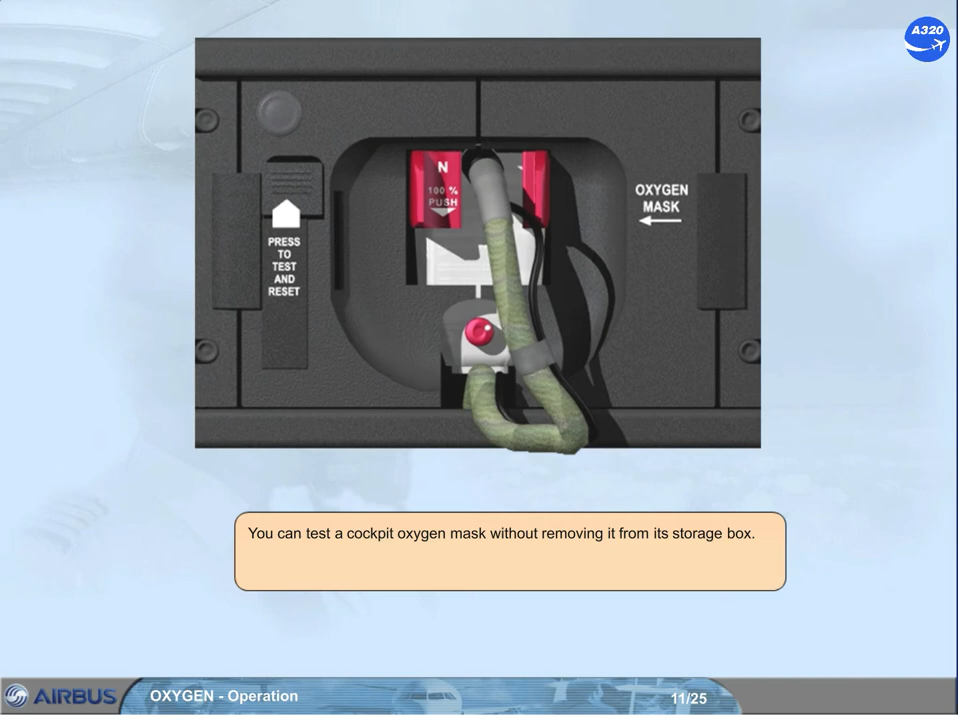 A320
N
100 %
PUSH
OXYGEN
MASK
PRESS
TO
TEST
AND
RESET
You can test a cockpit oxygen mask without removing it from its storage box.
AIRBUS
OXYGEN - Operation
11/25